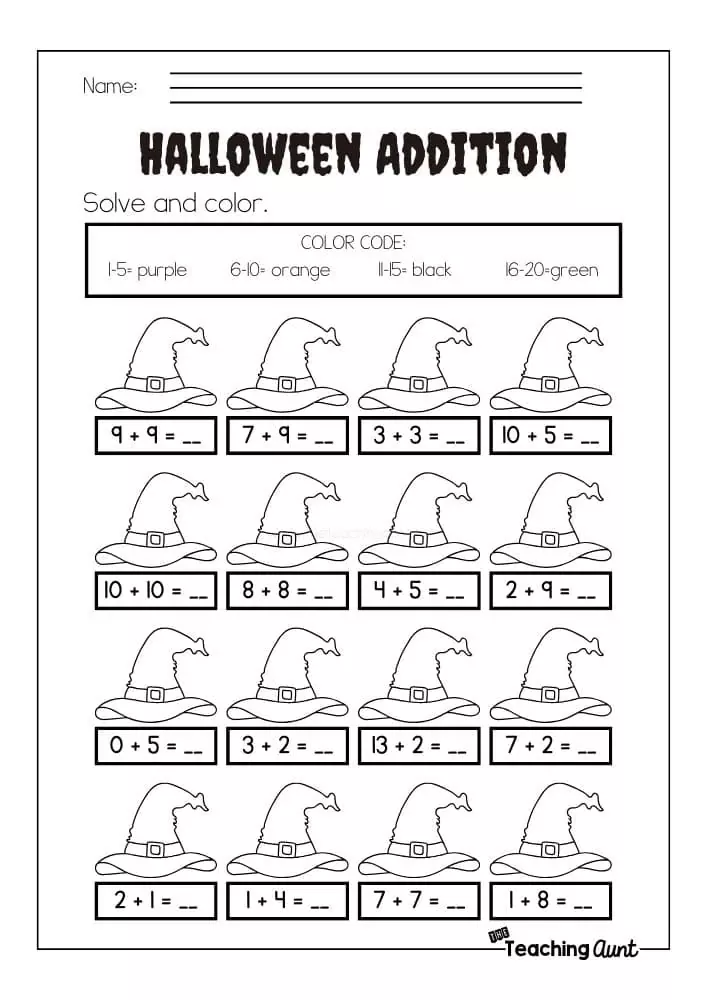 Name:
HALLOWEEN ADDITION
Solve and color.
COLOR CODE:
1-5= purple 6-10= orange 11-15= black 16-20=green
9 + 9 = __ 7 + 9 = __ 3 + 3 = __ 10 + 5 = __
10 + 10 = __ 8 + 8 = __ 4 + 5 = __ 2 + 9 = __
0 + 5 = __ 3 + 2 = __ 13 + 2 = __ 7 + 2 = __
2 + 1 = __ 1 + 4 = __ 7 + 7 = __ 1 + 8 = __
THE Teaching Aunt